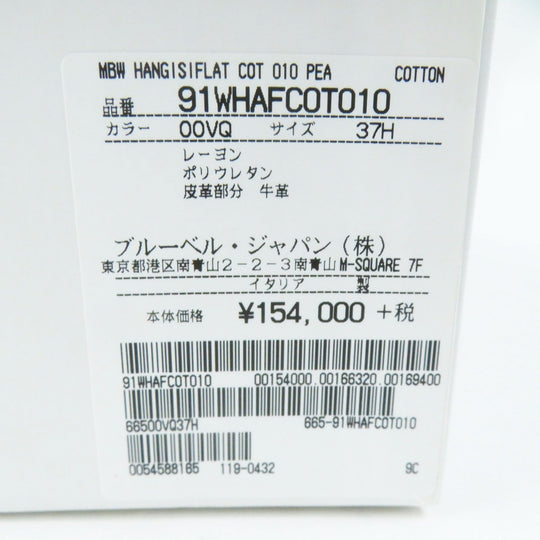 MBW HANGISIFLAT COT 010 PEA COTTON
品番 91WHAFCOT010
カラー 00VQ サイズ 37H
レーヨン
ポリウレタン
皮革部分 牛革
ブルーベル・ジャパン(株)
東京都港区南青山2-2-3南青山M-SQUARE 7F
イタリア 製
本体価格 ¥154,000 +税
91WHAFCOT010 00154000.00166320.00169400
66500VQ37H 665-91WHAFCOT010
0054588165 119-0432 9C